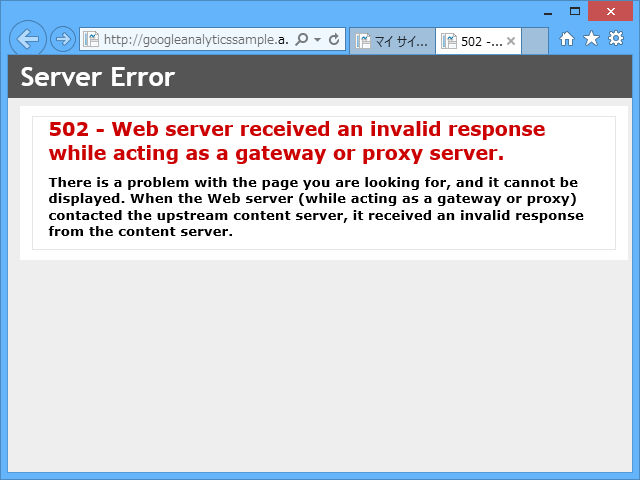 http://googleanalyticssample.a.
マイ サイ...
502 -...
Server Error
502 - Web server received an invalid response
while acting as a gateway or proxy server.
There is a problem with the page you are looking for, and it cannot be
displayed. When the Web server (while acting as a gateway or proxy)
contacted the upstream content server, it received an invalid response
from the content server.